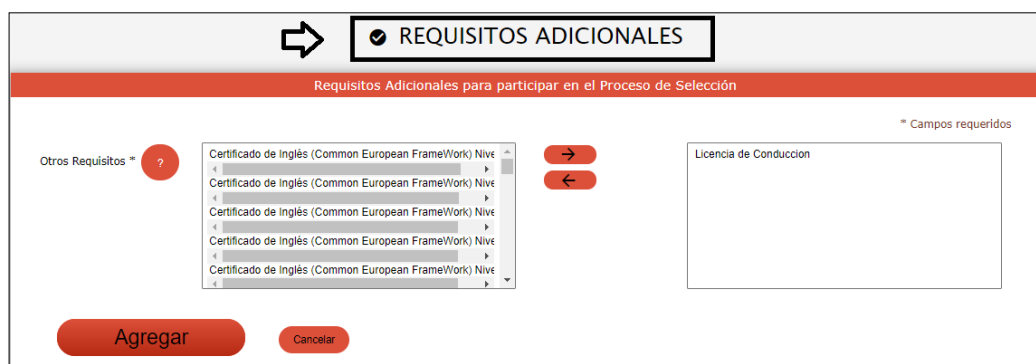 REQUISITOS ADICIONALES
Requisitos Adicionales para participar en el Proceso de Selección
* Campos requeridos
Otros Requisitos *
?
Certificado de Inglés (Common European FrameWork) Nive
Certificado de Inglés (Common European FrameWork) Nive
Certificado de Inglés (Common European FrameWork) Nive
Certificado de Inglés (Common European FrameWork) Nive
Certificado de Inglés (Common European FrameWork) Nive
Licencia de Conduccion
Agregar
Cancelar